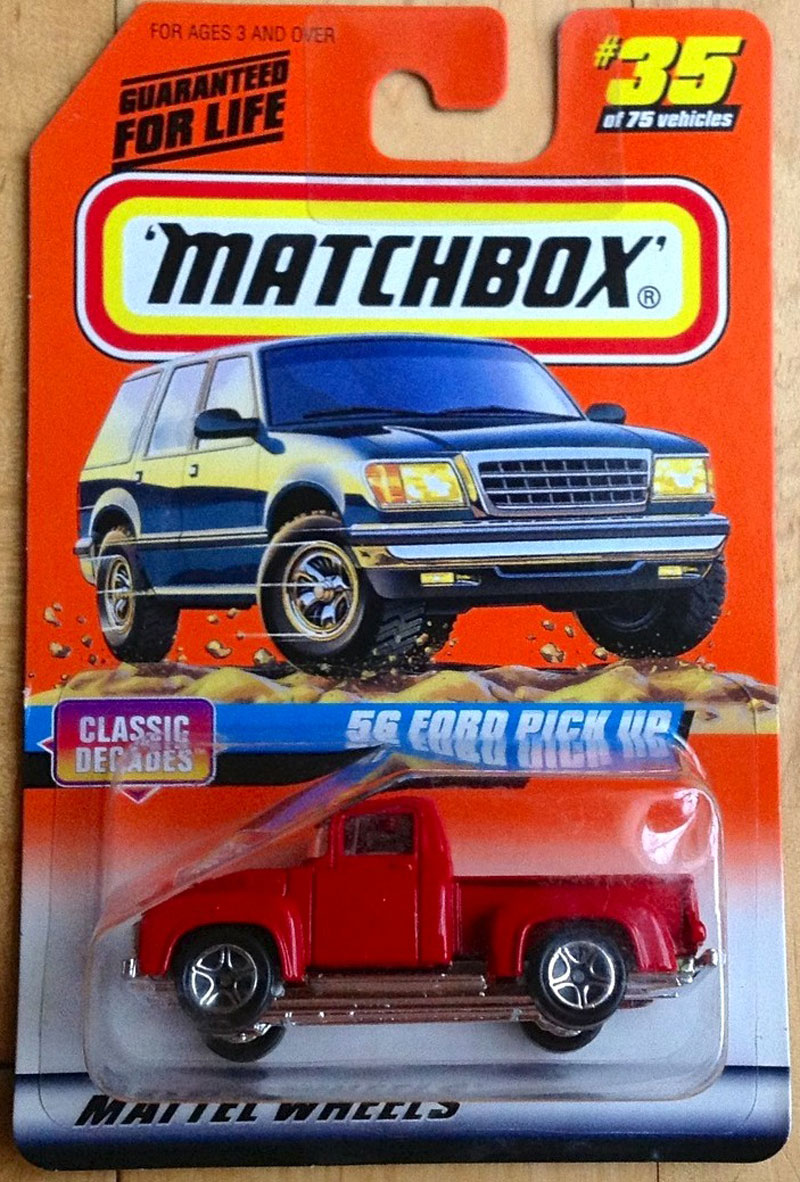 FOR AGES 3 AND OVER
GUARANTEED
FOR LIFE
#35
of 75 vehicles
'MATCHBOX'®
CLASSIC
DECADES
56 FORD PICK UP
MATTEL WHEELS